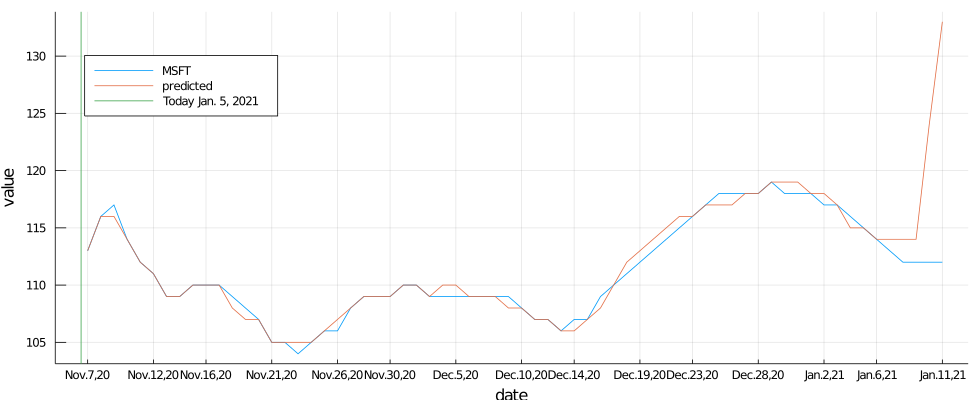 130
125
120
115
110
105
value
MSFT
predicted
Today Jan. 5, 2021
Nov.7,20 Nov.12,20 Nov.16,20 Nov.21,20 Nov.26,20 Nov.30,20 Dec.5,20 Dec.10,20 Dec.14,20 Dec.19,20 Dec.23,20 Dec.28,20 Jan.2,21 Jan.6,21 Jan.11,21
date